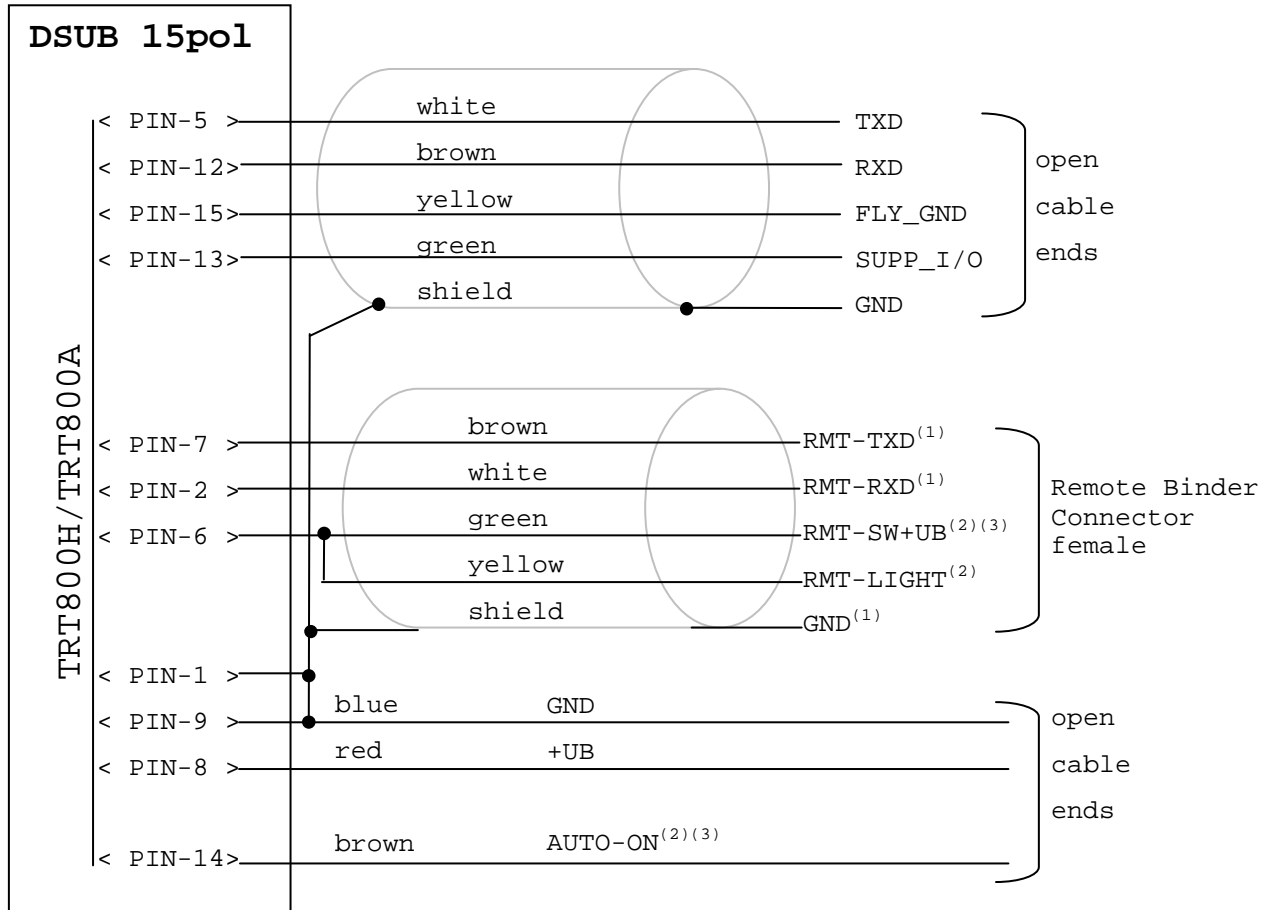 DSUB 15pol
TRT800H/TRT800A
< PIN-5 > white TXD
< PIN-12> brown RXD
< PIN-15> yellow FLY_GND
< PIN-13> green SUPP_I/O
shield GND
open
cable
ends
< PIN-7 > brown RMT-TXD(1)
< PIN-2 > white RMT-RXD(1)
< PIN-6 > green RMT-SW+UB(2)(3)
yellow RMT-LIGHT(2)
shield GND(1)
Remote Binder
Connector
female
< PIN-1 >
< PIN-9 > blue GND
< PIN-8 > red +UB
< PIN-14> brown AUTO-ON(2)(3)
open
cable
ends